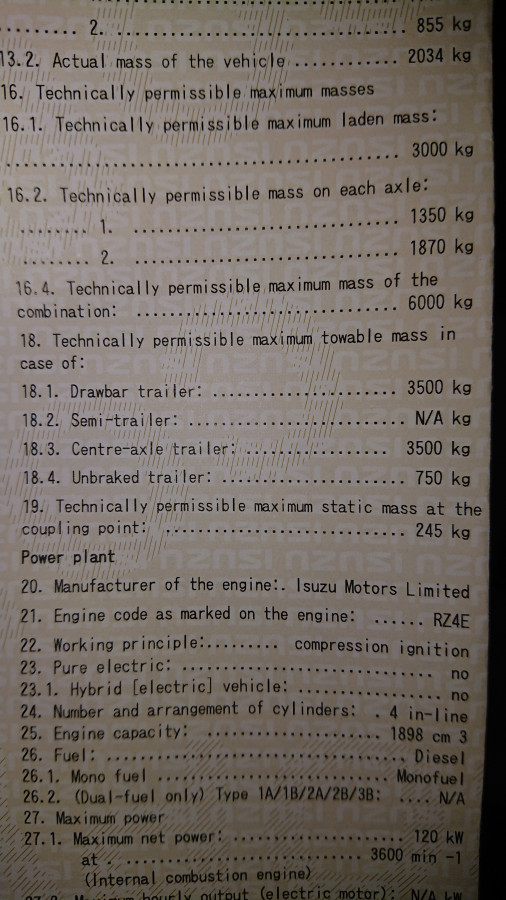 2. ............ 855 kg
13.2. Actual mass of the vehicle ............ 2034 kg
16. Technically permissible maximum masses
16.1. Technically permissible maximum laden mass:
............ 3000 kg
16.2. Technically permissible mass on each axle:
........ 1. ............ 1350 kg
........ 2. ............ 1870 kg
16.4. Technically permissible maximum mass of the
combination: ............ 6000 kg
18. Technically permissible maximum towable mass in
case of:
18.1. Drawbar trailer: ............ 3500 kg
18.2. Semi-trailer: ............ N/A kg
18.3. Centre-axle trailer: ............ 3500 kg
18.4. Unbraked trailer: ............ 750 kg
19. Technically permissible maximum static mass at the
coupling point: ............ 245 kg
Power plant
20. Manufacturer of the engine:. Isuzu Motors Limited
21. Engine code as marked on the engine: ...... RZ4E
22. Working principle:......... compression ignition
23. Pure electric: ............ no
23.1. Hybrid [electric] vehicle: ............ no
24. Number and arrangement of cylinders: . 4 in-line
25. Engine capacity: ............ 1898 cm 3
26. Fuel: ............ Diesel
26.1. Mono fuel ............ Monofuel
26.2. (Dual-fuel only) Type 1A/1B/2A/2B/3B: .... N/A
27. Maximum power
27.1. Maximum net power: ............ 120 kW
at . ............ 3600 min -1
(Internal combustion engine)
Maximum hourly output (electric motor): N/A kW